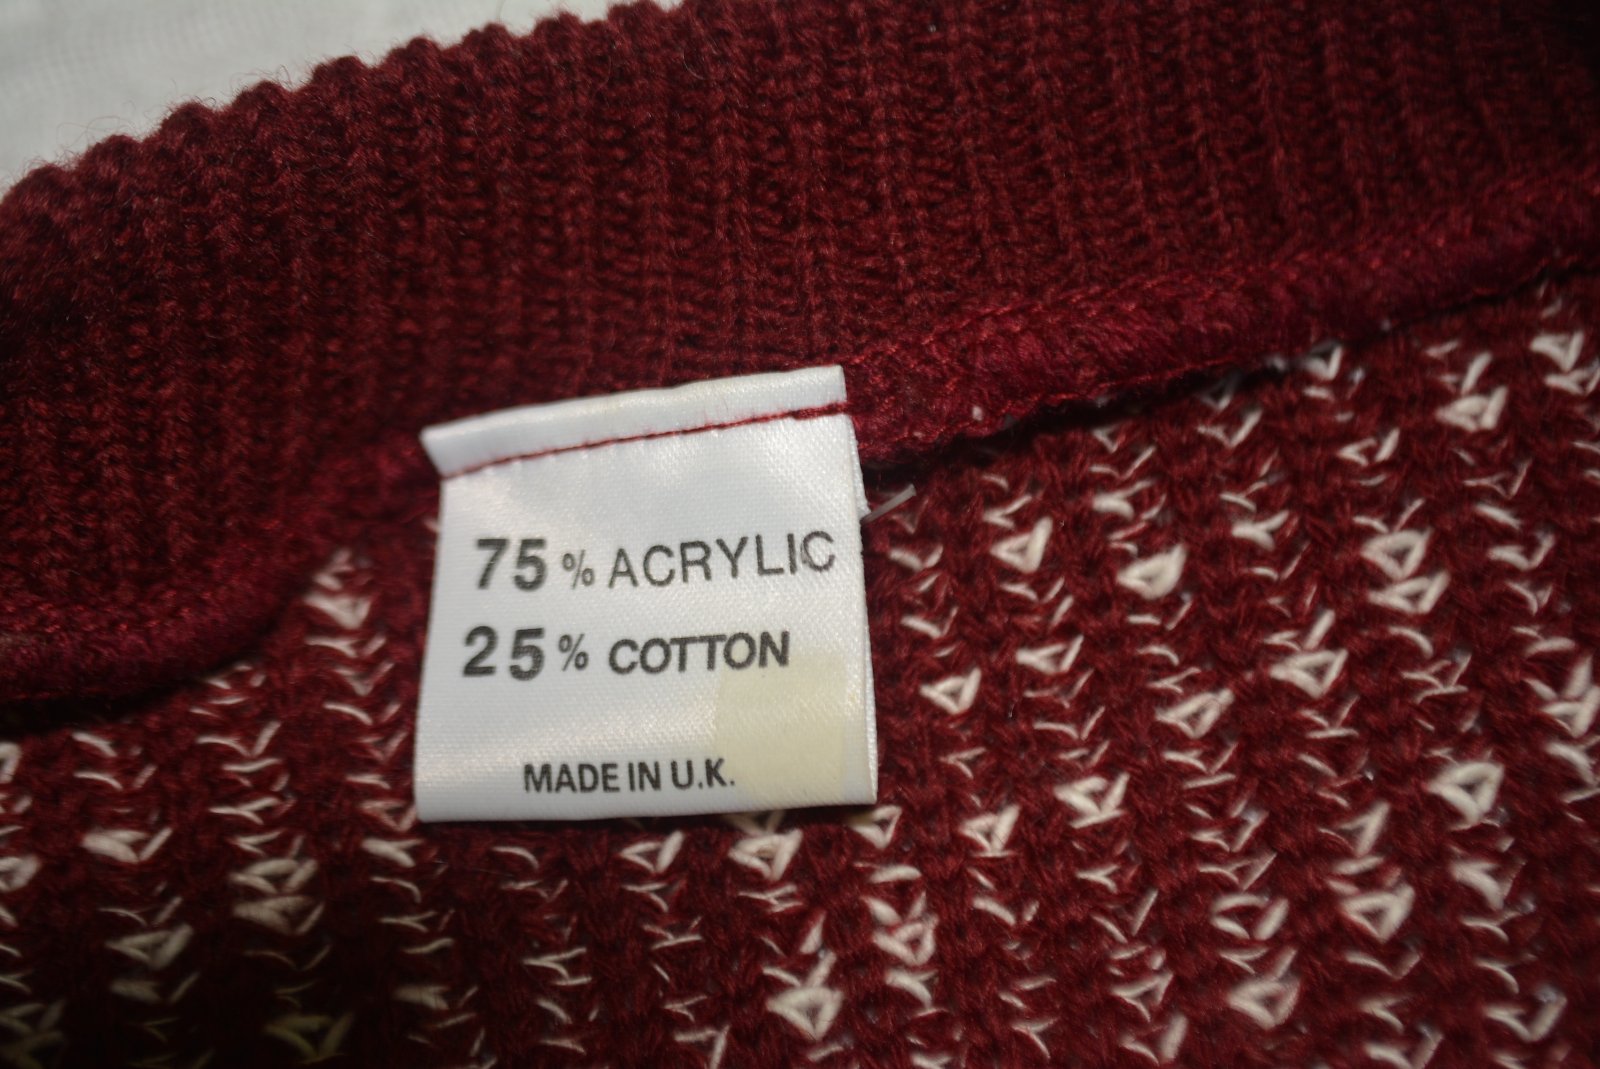 75% ACRYLIC
25% COTTON
MADE IN U.K.